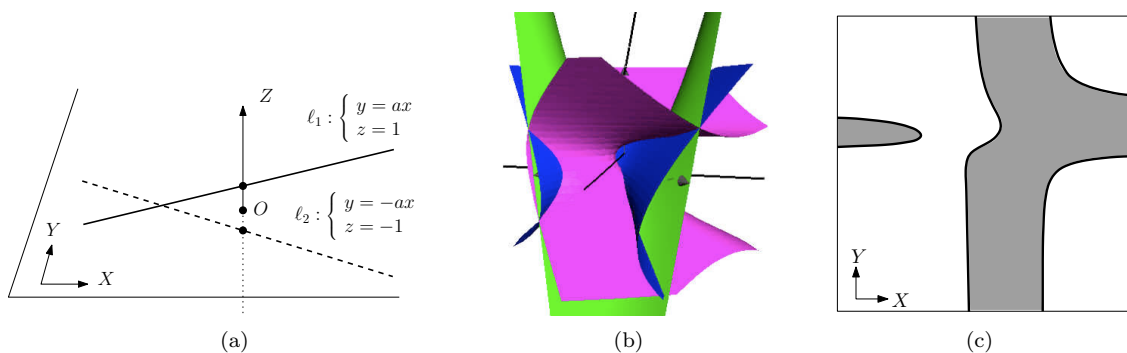 Z
ℓ₁ : { y = ax
z = 1
O
ℓ₂ : { y = −ax
z = −1
Y
X
Y
X
(a)
(b)
(c)